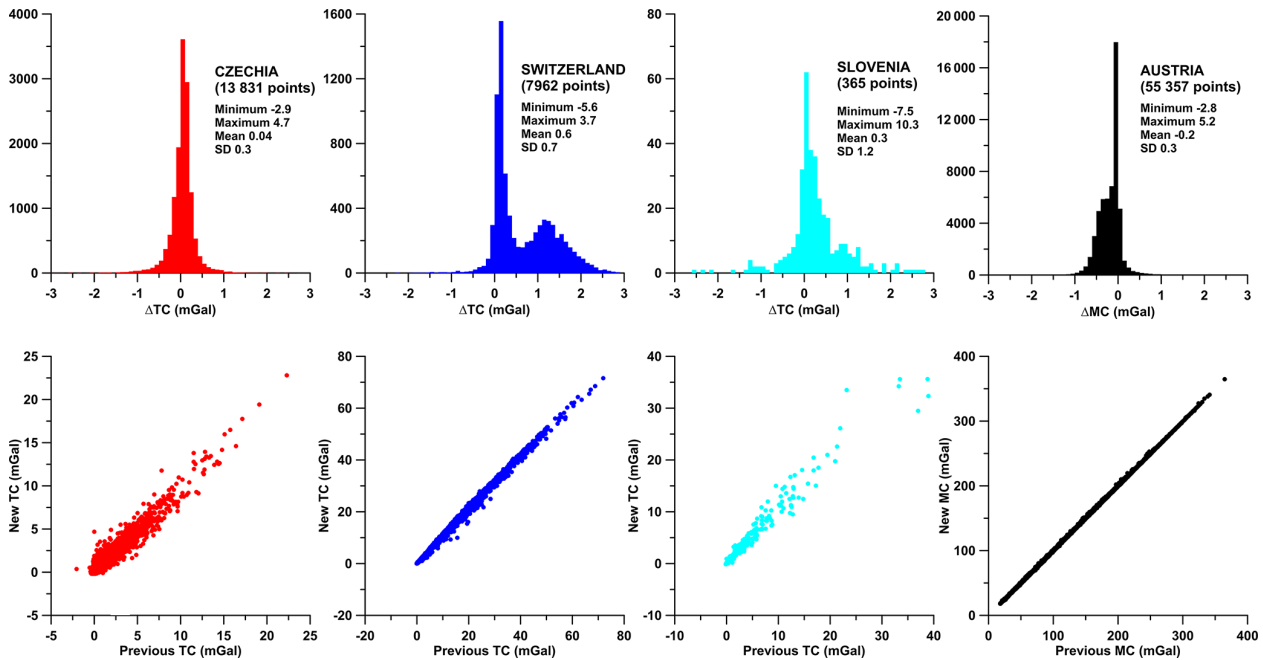 4000
3000
2000
1000
0
-3 -2 -1 0 1 2 3
ΔTC (mGal)
CZECHIA
(13 831 points)
Minimum -2.9
Maximum 4.7
Mean 0.04
SD 0.3
1600
1200
800
400
0
-3 -2 -1 0 1 2 3
ΔTC (mGal)
SWITZERLAND
(7962 points)
Minimum -5.6
Maximum 3.7
Mean 0.6
SD 0.7
80
60
40
20
0
-3 -2 -1 0 1 2 3
ΔTC (mGal)
SLOVENIA
(365 points)
Minimum -7.5
Maximum 10.3
Mean 0.3
SD 1.2
20 000
16 000
12 000
8000
4000
0
-3 -2 -1 0 1 2 3
ΔMC (mGal)
AUSTRIA
(55 357 points)
Minimum -2.8
Maximum 5.2
Mean -0.2
SD 0.3
New TC (mGal)
25
20
15
10
5
0
-5
-5 0 5 10 15 20 25
Previous TC (mGal)
New TC (mGal)
80
60
40
20
0
-20
-20 0 20 40 60 80
Previous TC (mGal)
New TC (mGal)
40
30
20
10
0
-10
-10 0 10 20 30 40
Previous TC (mGal)
New MC (mGal)
400
300
200
100
0
0 100 200 300 400
Previous MC (mGal)